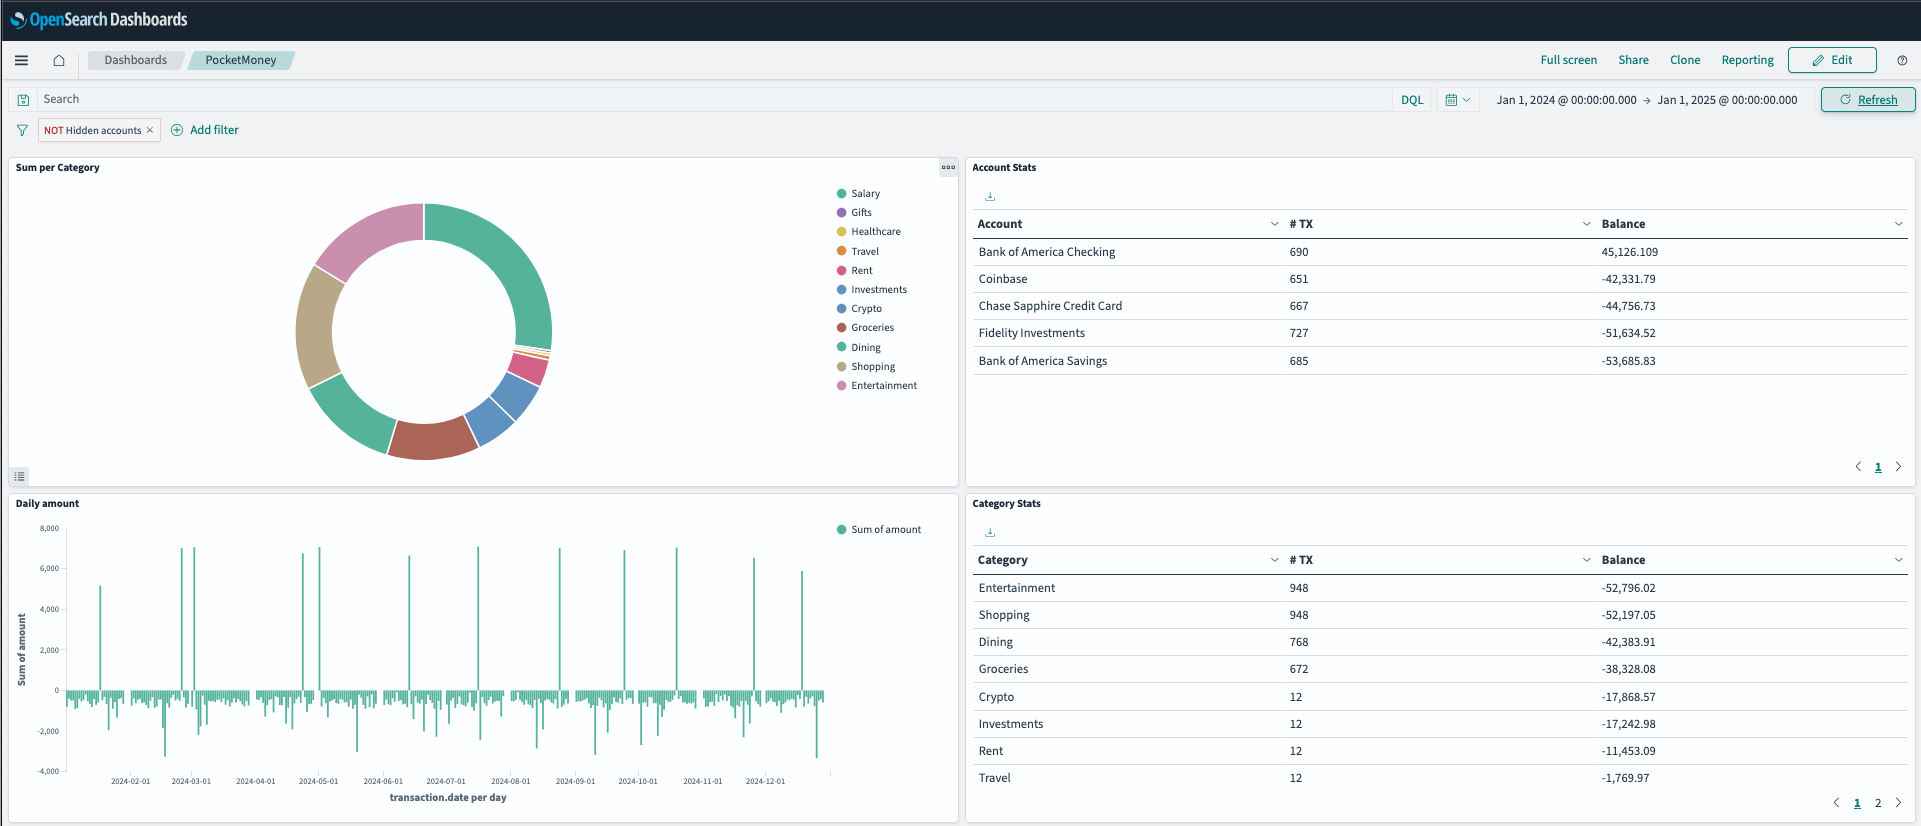 OpenSearch Dashboards
Dashboards
PocketMoney
Full screen
Share
Clone
Reporting
Edit
Search
DQL
Jan 1, 2024 @ 00:00:00.000 → Jan 1, 2025 @ 00:00:00.000
Refresh
NOT Hidden accounts ×
Add filter
Sum per Category
Salary
Gifts
Healthcare
Travel
Rent
Investments
Crypto
Groceries
Dining
Shopping
Entertainment
Account Stats
Account # TX Balance
Bank of America Checking 690 45,126.109
Coinbase 651 -42,331.79
Chase Sapphire Credit Card 667 -44,756.73
Fidelity Investments 727 -51,634.52
Bank of America Savings 685 -53,685.83
1
Daily amount
8,000
6,000
4,000
2,000
0
-2,000
-4,000
Sum of amount
2024-02-01 2024-03-01 2024-04-01 2024-05-01 2024-06-01 2024-07-01 2024-08-01 2024-09-01 2024-10-01 2024-11-01 2024-12-01
transaction.date per day
Sum of amount
Category Stats
Category # TX Balance
Entertainment 948 -52,796.02
Shopping 948 -52,197.05
Dining 768 -42,383.91
Groceries 672 -38,328.08
Crypto 12 -17,868.57
Investments 12 -17,242.98
Rent 12 -11,453.09
Travel 12 -1,769.97
1 2